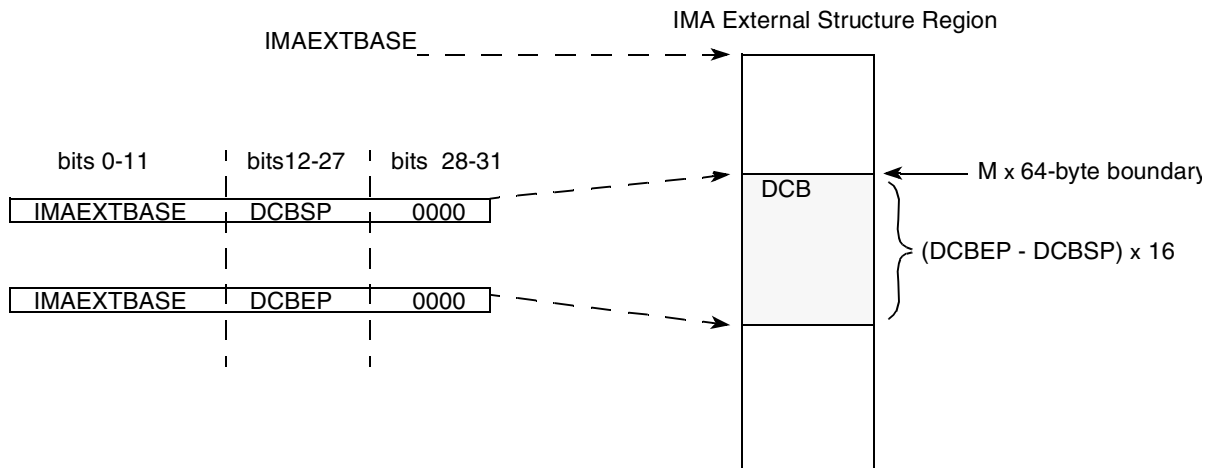 IMA External Structure Region
IMAEXTBASE
bits 0-11 bits12-27 bits 28-31
M x 64-byte boundary
DCB
IMAEXTBASE DCBSP 0000
(DCBEP - DCBSP) x 16
IMAEXTBASE DCBEP 0000